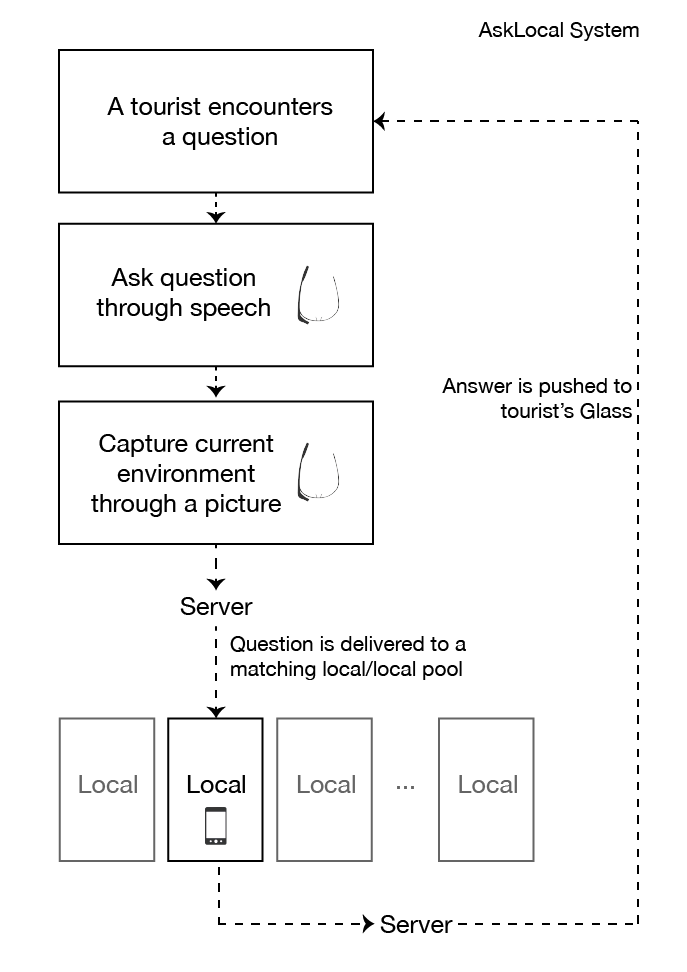 AskLocal System
A tourist encounters
a question
Ask question
through speech
Capture current
environment
through a picture
Answer is pushed to
tourist’s Glass
Server
Question is delivered to a
matching local/local pool
Local
Local
Local
...
Local
Server